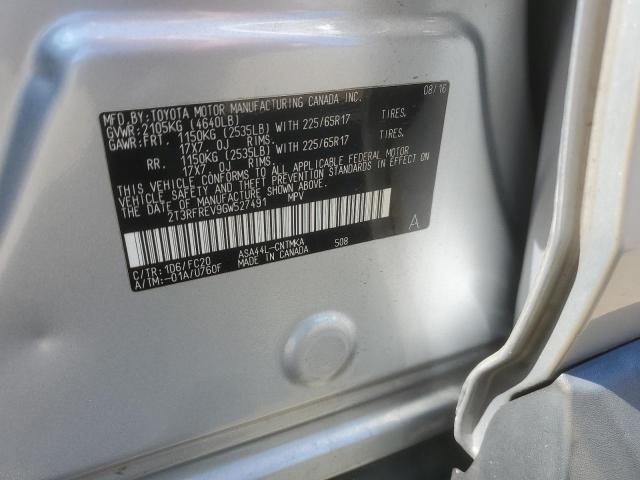 MFD.BY:TOYOTA MOTOR MANUFACTURING CANADA INC. 08/16
GVWR:2105KG (4640LB)
GAWR:FRT. 1150KG (2535LB) WITH 225/65R17 TIRES.
17X7. 0J RIMS.
RR. 1150KG (2535LB) WITH 225/65R17 TIRES.
17X7. 0J RIMS.
THIS VEHICLE CONFORMS TO ALL APPLICABLE FEDERAL MOTOR
VEHICLE SAFETY AND THEFT PREVENTION STANDARDS IN EFFECT ON
THE DATE OF MANUFACTURE SHOWN ABOVE.
2T3RFREV9GW527491 MPV
A
ASA44L-CNTMKA 508
C/TR:1D6/FC20 MADE IN CANADA
A/TM:-01A/U760F